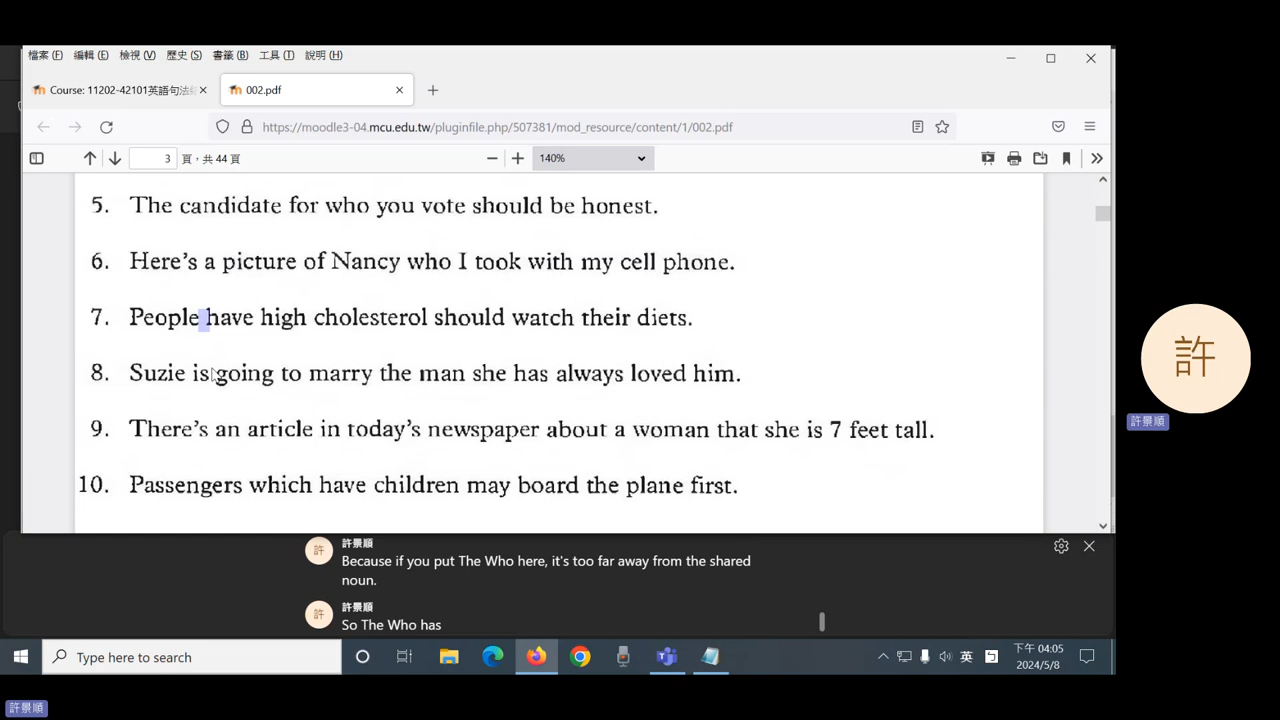 檔案 (F) 編輯 (E) 檢視 (V) 歷史 (S) 書籤 (B) 工具 (T) 說明 (H)
Course: 11202-42101英語句法
002.pdf
https://moodle3-04.mcu.edu.tw/pluginfile.php/507381/mod_resource/content/1/002.pdf
3 頁，共 44 頁
140%
5. The candidate for who you vote should be honest.
6. Here's a picture of Nancy who I took with my cell phone.
7. People have high cholesterol should watch their diets.
8. Suzie is going to marry the man she has always loved him.
9. There's an article in today's newspaper about a woman that she is 7 feet tall.
10. Passengers which have children may board the plane first.
許
許景順
許 許景順
Because if you put The Who here, it's too far away from the shared
noun.
許 許景順
So The Who has
Type here to search
英
下午 04:05
2024/5/8
許景順